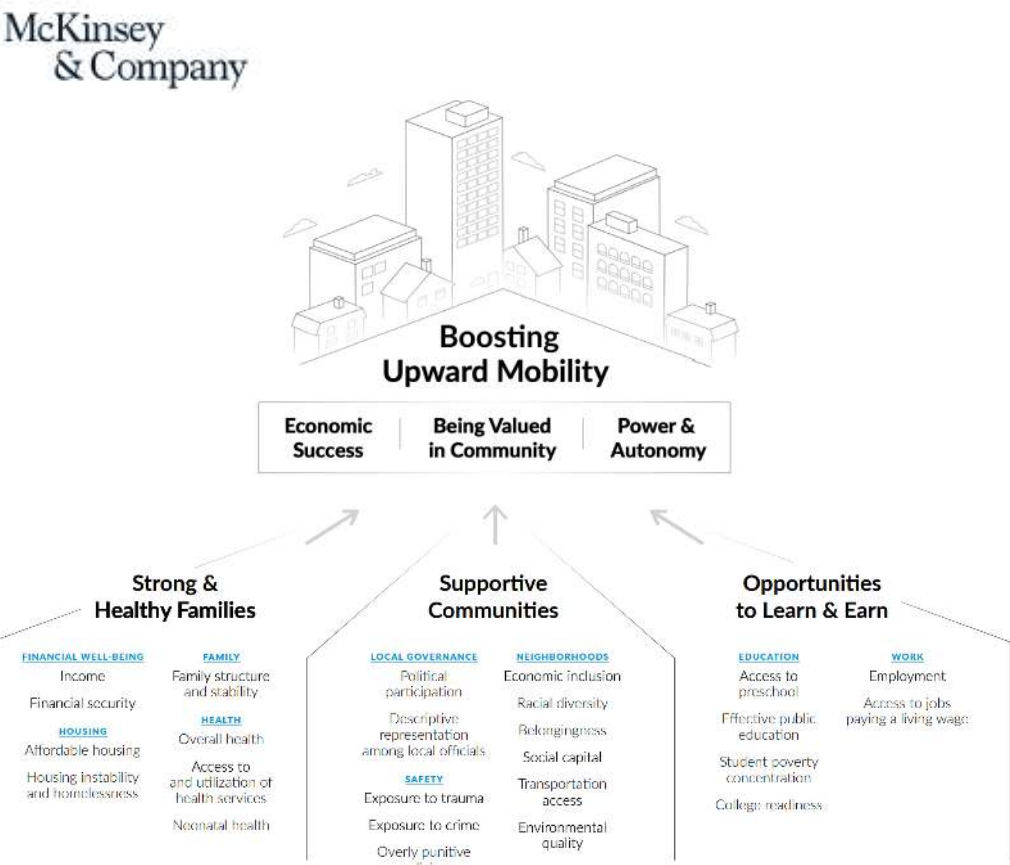 McKinsey
& Company
Boosting
Upward Mobility
Economic
Success
Being Valued
in Community
Power &
Autonomy
Strong &
Healthy Families
FINANCIAL WELL-BEING
Income
Financial security
HOUSING
Affordable housing
Housing instability
and homelessness
FAMILY
Family structure
and stability
HEALTH
Overall health
Access to
and utilization of
health services
Neonatal health
Supportive
Communities
LOCAL GOVERNANCE
Political
participation
Descriptive
representation
among local officials
SAFETY
Exposure to trauma
Exposure to crime
Overly punitive
NEIGHBORHOODS
Economic inclusion
Racial diversity
Belongingness
Social capital
Transportation
access
Environmental
quality
Opportunities
to Learn & Earn
EDUCATION
Access to
preschool
Effective public
education
Student poverty
concentration
College readiness
WORK
Employment
Access to jobs
paying a living wage